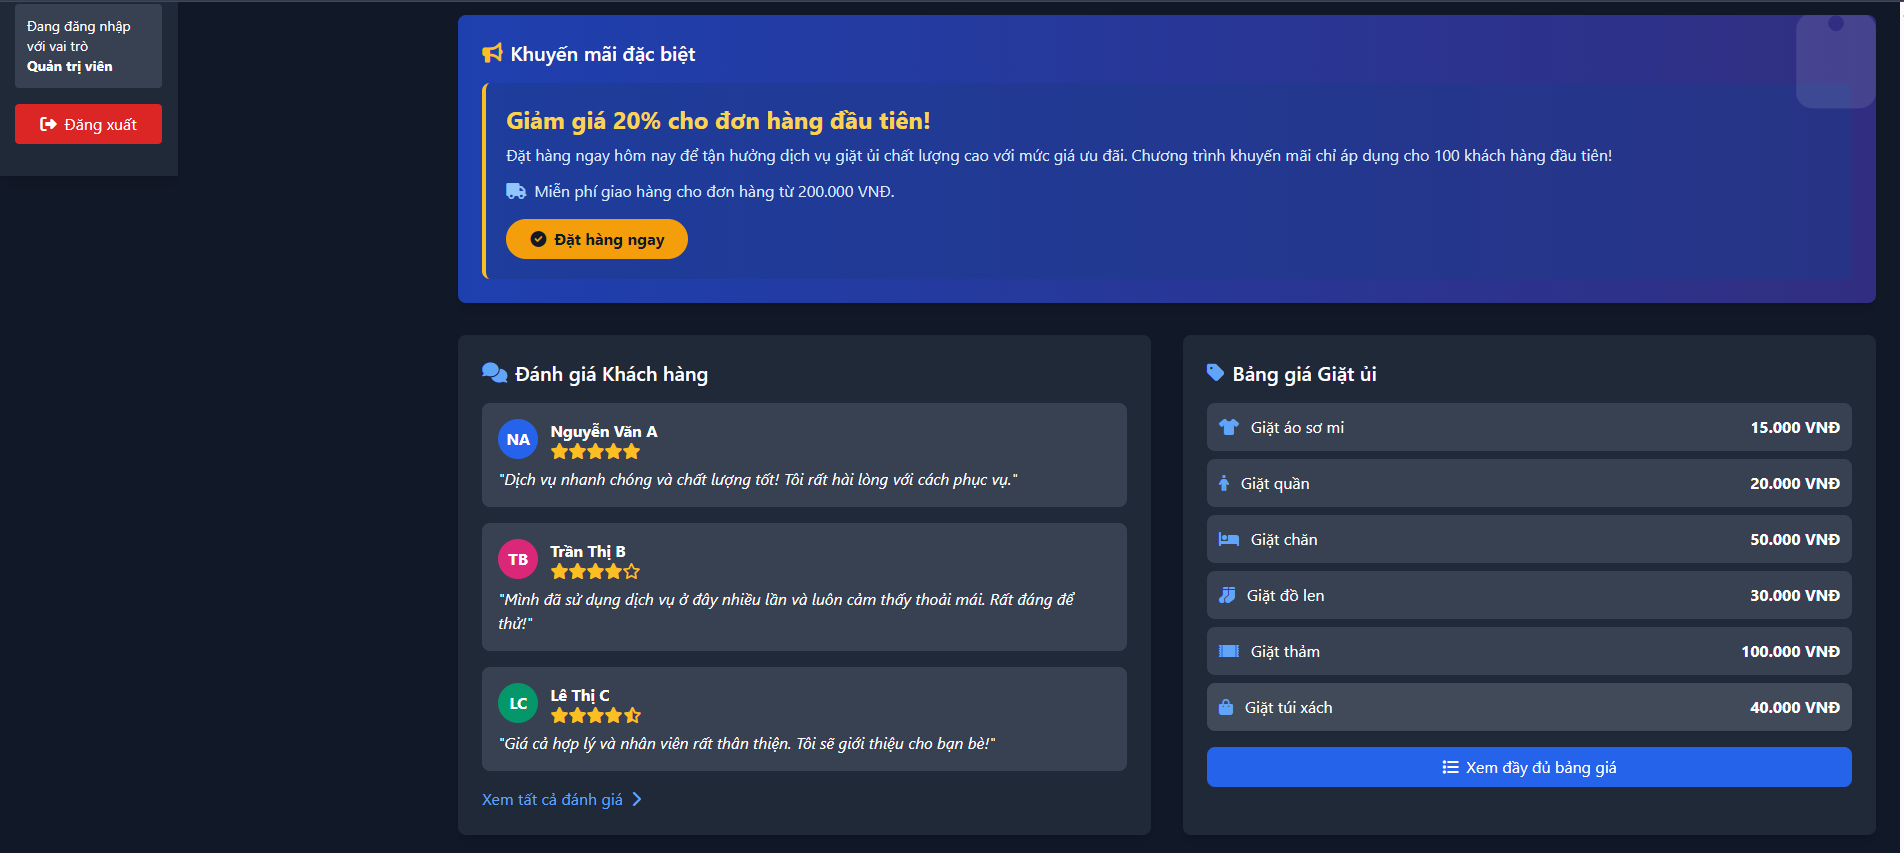 Đang đăng nhập
với vai trò
Quản trị viên
Đăng xuất
Khuyến mãi đặc biệt
Giảm giá 20% cho đơn hàng đầu tiên!
Đặt hàng ngay hôm nay để tận hưởng dịch vụ giặt ủi chất lượng cao với mức giá ưu đãi. Chương trình khuyến mãi chỉ áp dụng cho 100 khách hàng đầu tiên!
Miễn phí giao hàng cho đơn hàng từ 200.000 VNĐ.
Đặt hàng ngay
Đánh giá Khách hàng
NA
Nguyễn Văn A
"Dịch vụ nhanh chóng và chất lượng tốt! Tôi rất hài lòng với cách phục vụ."
TB
Trần Thị B
"Mình đã sử dụng dịch vụ ở đây nhiều lần và luôn cảm thấy thoải mái. Rất đáng để
thử!"
LC
Lê Thị C
"Giá cả hợp lý và nhân viên rất thân thiện. Tôi sẽ giới thiệu cho bạn bè!"
Xem tất cả đánh giá
Bảng giá Giặt ủi
Giặt áo sơ mi 15.000 VNĐ
Giặt quần 20.000 VNĐ
Giặt chăn 50.000 VNĐ
Giặt đồ len 30.000 VNĐ
Giặt thảm 100.000 VNĐ
Giặt túi xách 40.000 VNĐ
Xem đầy đủ bảng giá